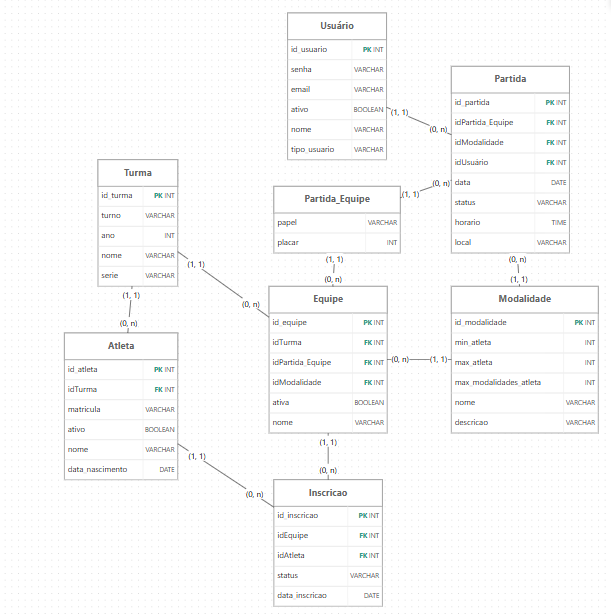 Usuário
id_usuario PK INT
senha VARCHAR
email VARCHAR
ativo BOOLEAN
nome VARCHAR
tipo_usuario VARCHAR
(1, 1)
(0, n)
Partida
id_partida PK INT
idPartida_Equipe FK INT
idModalidade FK INT
idUsuário FK INT
data DATE
status VARCHAR
horario TIME
local VARCHAR
Turma
id_turma PK INT
turno VARCHAR
ano INT
nome VARCHAR
serie VARCHAR
Partida_Equipe
papel VARCHAR
placar INT
(1, 1)
(0, n)
(1, 1)
(0, n)
(1, 1)
(0, n)
(0, n)
(1, 1)
(1, 1)
(0, n)
Equipe
id_equipe PK INT
idTurma FK INT
idPartida_Equipe FK INT
idModalidade FK INT
ativa BOOLEAN
nome VARCHAR
(0, n)
(1, 1)
Modalidade
id_modalidade PK INT
min_atleta INT
max_atleta INT
max_modalidades_atleta INT
nome VARCHAR
descricao VARCHAR
Atleta
id_atleta PK INT
idTurma FK INT
matricula VARCHAR
ativo BOOLEAN
nome VARCHAR
data_nascimento DATE
(1, 1)
(0, n)
(1, 1)
(0, n)
Inscricao
id_inscricao PK INT
idEquipe FK INT
idAtleta FK INT
status VARCHAR
data_inscricao DATE